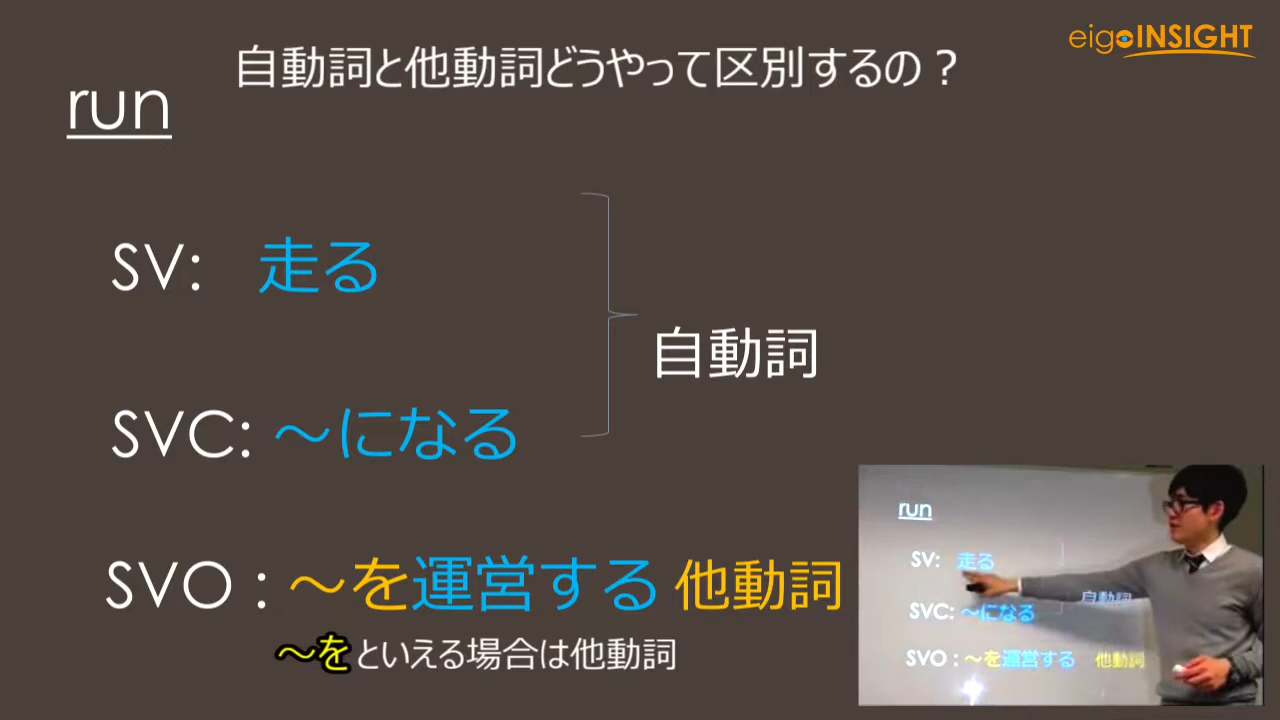 eigoINSIGHT
自動詞と他動詞どうやって区別するの？
run
SV: 走る
自動詞
SVC: ～になる
SVO : ～を運営する 他動詞
～をといえる場合は他動詞
run
SV: 走る
自動詞
SVC: ～になる
SVO : ～を運営する 他動詞